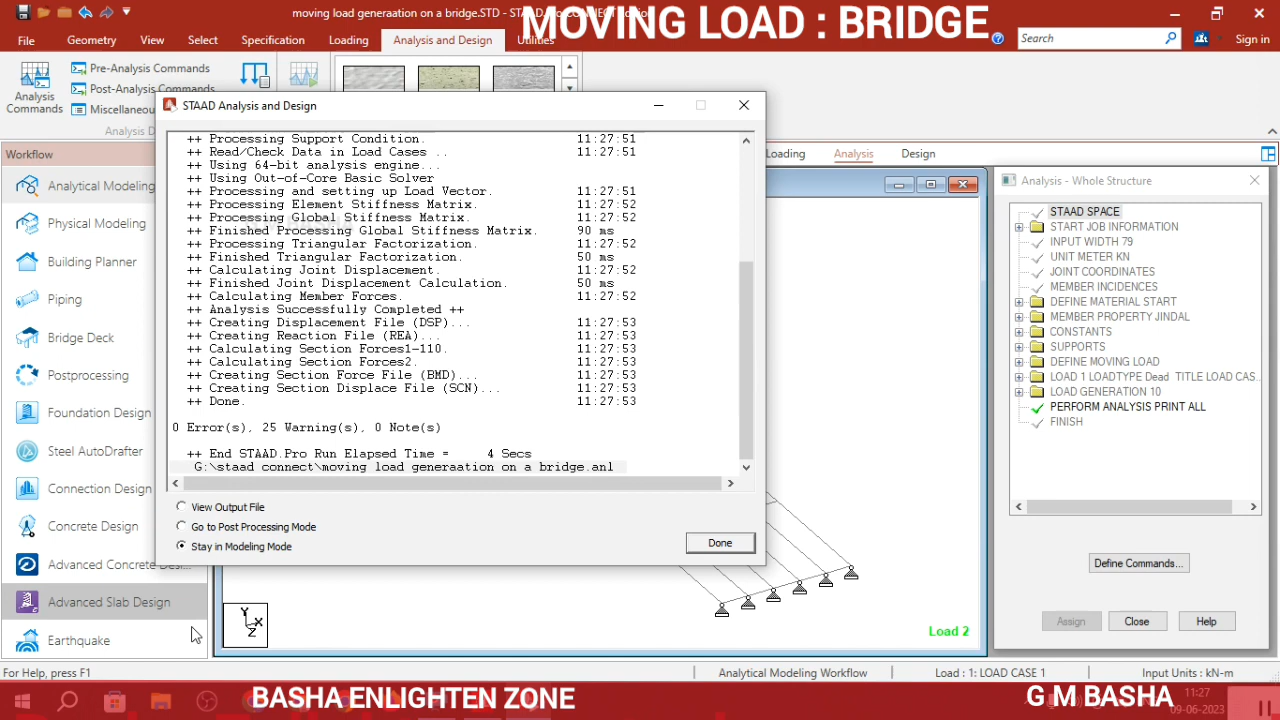 moving load generaation on a bridge.STD - STAAD.Pro CONNECT Edition
MOVING LOAD : BRIDGE
Search
Sign in
File
Geometry
View
Select
Specification
Loading
Analysis and Design
Utilities
Analysis
Commands
Pre-Analysis Commands
Post-Analysis Commands
Miscellaneous
Analysis D
STAAD Analysis and Design
Workflow
Loading
Analysis
Design
Analytical Modeling
Physical Modeling
Building Planner
Piping
Bridge Deck
Postprocessing
Foundation Design
Steel AutoDrafter
Connection Design
Concrete Design
Advanced Concrete Desi...
Advanced Slab Design
Earthquake
++ Processing Support Condition. 11:27:51
++ Read/Check Data in Load Cases .. 11:27:51
++ Using 64-bit analysis engine...
++ Using Out-of-Core Basic Solver
++ Processing and setting up Load Vector. 11:27:51
++ Processing Element Stiffness Matrix. 11:27:52
++ Processing Global Stiffness Matrix. 11:27:52
++ Finished Processing Global Stiffness Matrix. 90 ms
++ Processing Triangular Factorization. 11:27:52
++ Finished Triangular Factorization. 50 ms
++ Calculating Joint Displacement. 11:27:52
++ Finished Joint Displacement Calculation. 50 ms
++ Calculating Member Forces. 11:27:52
++ Analysis Successfully Completed ++
++ Creating Displacement File (DSP)... 11:27:53
++ Creating Reaction File (REA)... 11:27:53
++ Calculating Section Forces1-110. 11:27:53
++ Calculating Section Forces2. 11:27:53
++ Creating Section Force File (BMD)... 11:27:53
++ Creating Section Displace File (SCN)... 11:27:53
++ Done. 11:27:53
0 Error(s), 25 Warning(s), 0 Note(s)
++ End STAAD.Pro Run Elapsed Time = 4 Secs
G:\staad connect\moving load generaation on a bridge.anl
View Output File
Go to Post Processing Mode
Stay in Modeling Mode
Done
Analysis - Whole Structure
STAAD SPACE
START JOB INFORMATION
INPUT WIDTH 79
UNIT METER KN
JOINT COORDINATES
MEMBER INCIDENCES
DEFINE MATERIAL START
MEMBER PROPERTY JINDAL
CONSTANTS
SUPPORTS
DEFINE MOVING LOAD
LOAD 1 LOADTYPE Dead TITLE LOAD CAS
LOAD GENERATION 10
PERFORM ANALYSIS PRINT ALL
FINISH
Define Commands...
Assign
Close
Help
Y
X
Z
Load 2
For Help, press F1
Analytical Modeling Workflow
Load : 1: LOAD CASE 1
Input Units : kN-m
BASHA ENLIGHTEN ZONE
G M BASHA
11:27
09-06-2023